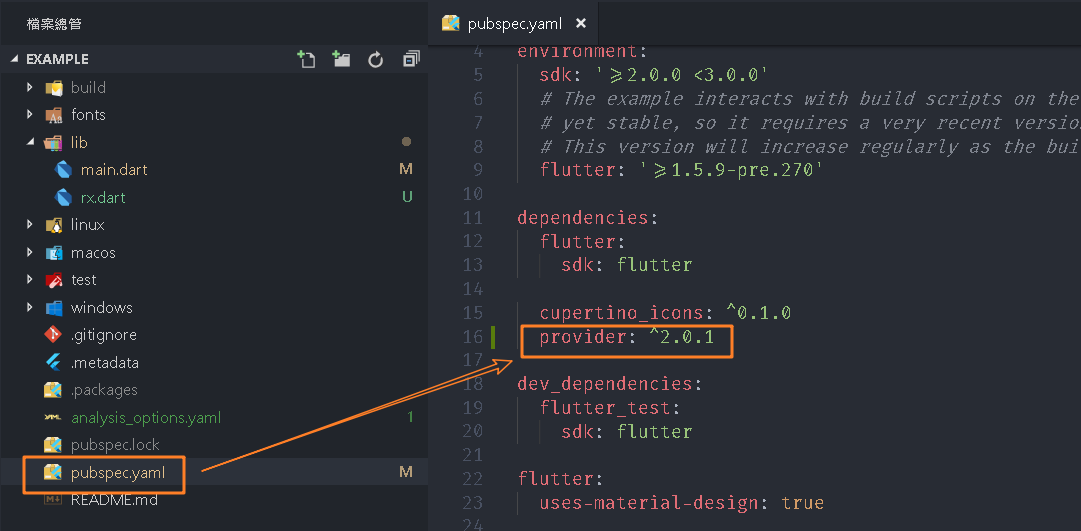 檔案總管
EXAMPLE
build
fonts
lib
main.dart M
rx.dart U
linux
macos
test
windows
.gitignore
.metadata
.packages
analysis_options.yaml 1
pubspec.lock
pubspec.yaml M
README.md
pubspec.yaml
4 environment:
5 sdk: '>=2.0.0 <3.0.0'
6 # The example interacts with build scripts on the
7 # yet stable, so it requires a very recent versio
8 # This version will increase regularly as the bui
9 flutter: '>=1.5.9-pre.270'
10
11 dependencies:
12 flutter:
13 sdk: flutter
14
15 cupertino_icons: ^0.1.0
16 provider: ^2.0.1
17
18 dev_dependencies:
19 flutter_test:
20 sdk: flutter
21
22 flutter:
23 uses-material-design: true
24